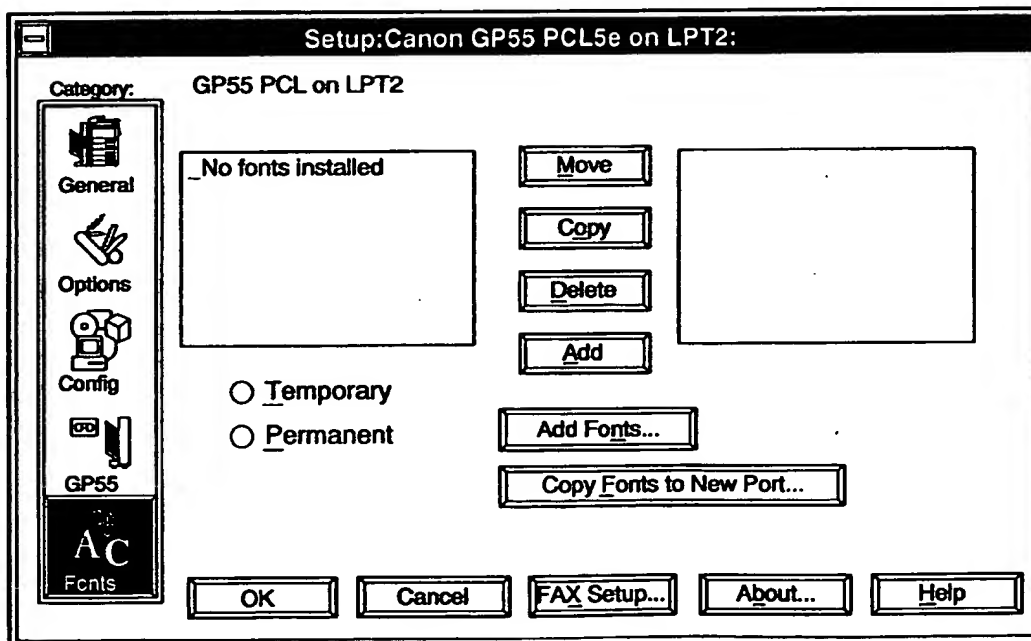 Setup:Canon GP55 PCL5e on LPT2:
Category:
GP55 PCL on LPT2
General
Options
Config
GP55
AC
Fonts
_No fonts installed
Move
Copy
Delete
Add
Temporary
Permanent
Add Fonts...
Copy Fonts to New Port...
OK
Cancel
FAX Setup...
About...
Help